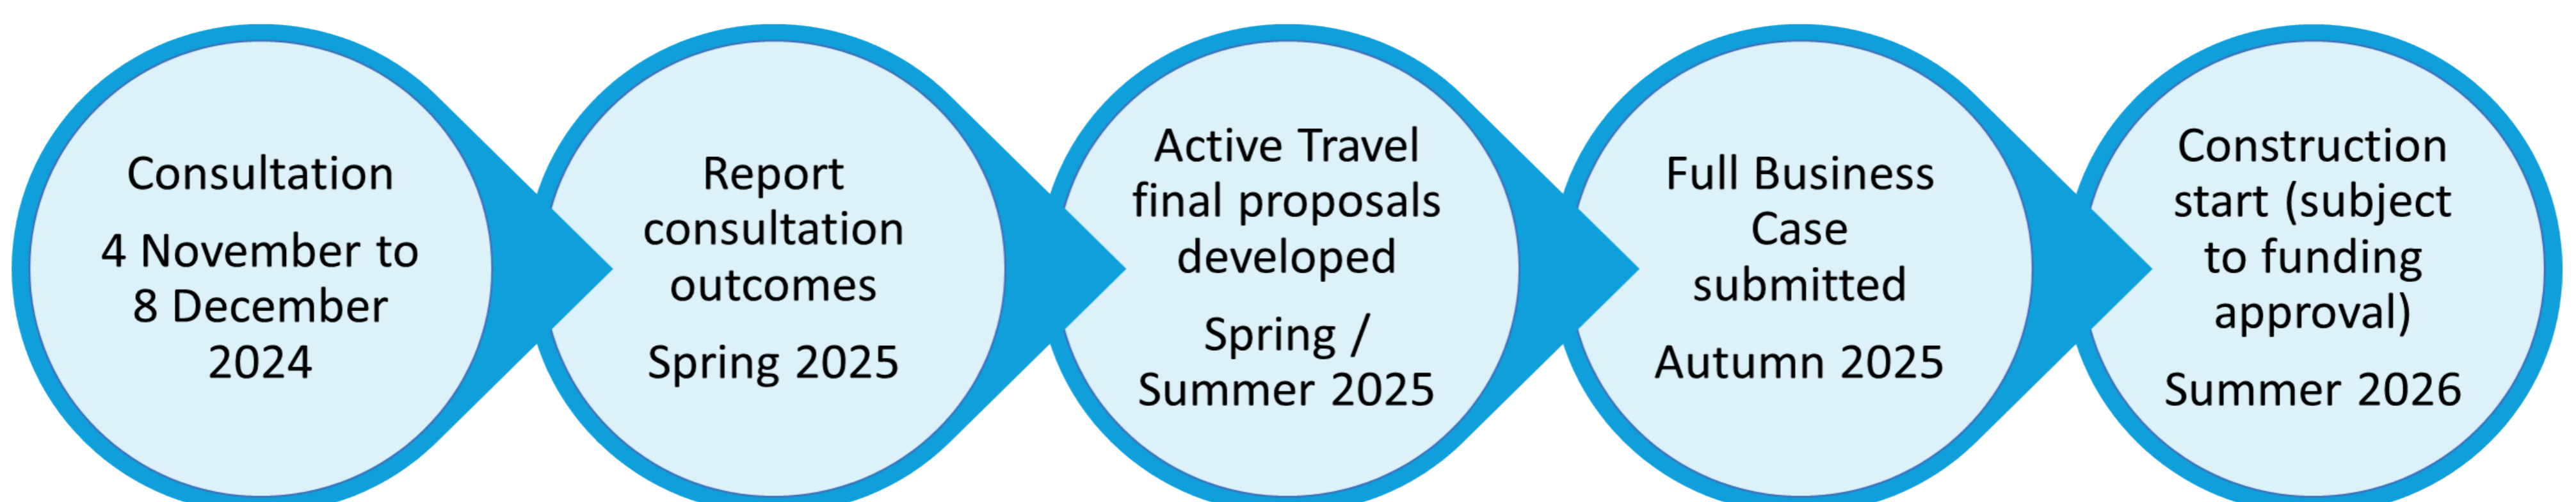 Consultation
4 November to
8 December
2024
Report
consultation
outcomes
Spring 2025
Active Travel
final proposals
developed
Spring /
Summer 2025
Full Business
Case
submitted
Autumn 2025
Construction
start (subject
to funding
approval)
Summer 2026